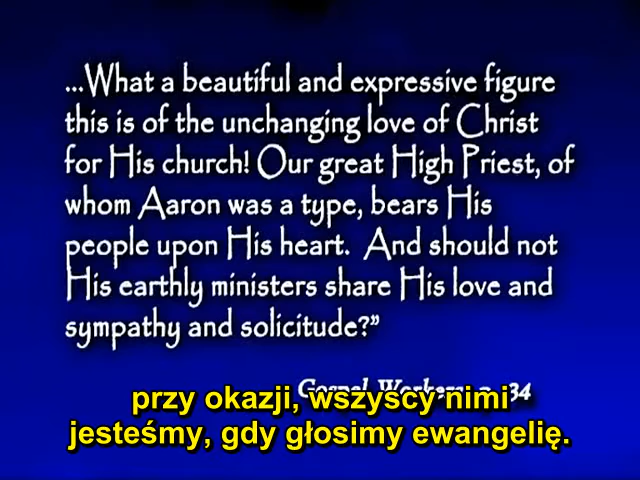 ...What a beautiful and expressive figure
this is of the unchanging love of Christ
for His church! Our great High Priest, of
whom Aaron was a type, bears His
people upon His heart. And should not
His earthly ministers share His love and
sympathy and solicitude?”
Gospel Workers 34
przy okazji, wszyscy nimi
jesteśmy, gdy głosimy ewangelię.